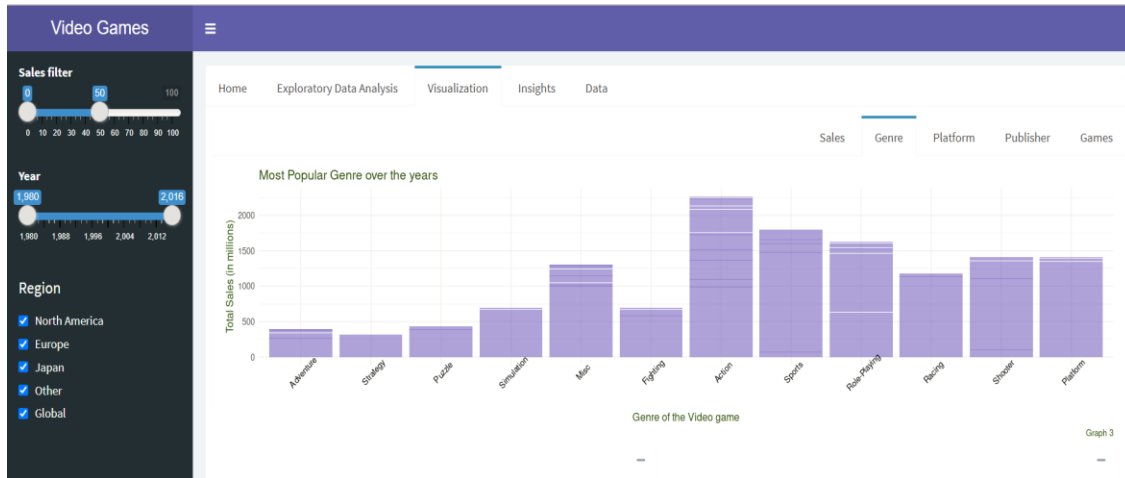 Video Games
Sales filter
0 50 100
0 10 20 30 40 50 60 70 80 90 100
Year
1,980 2,016
1,980 1,988 1,996 2,004 2,012
Region
North America
Europe
Japan
Other
Global
Home Exploratory Data Analysis Visualization Insights Data
Sales Genre Platform Publisher Games
Most Popular Genre over the years
Total Sales (in millions)
2000
1500
1000
500
0
Adventure Strategy Puzzle Simulation Misc Fighting Action Sports Role-Playing Racing Shooter Platform
Genre of the Video game
Graph 3